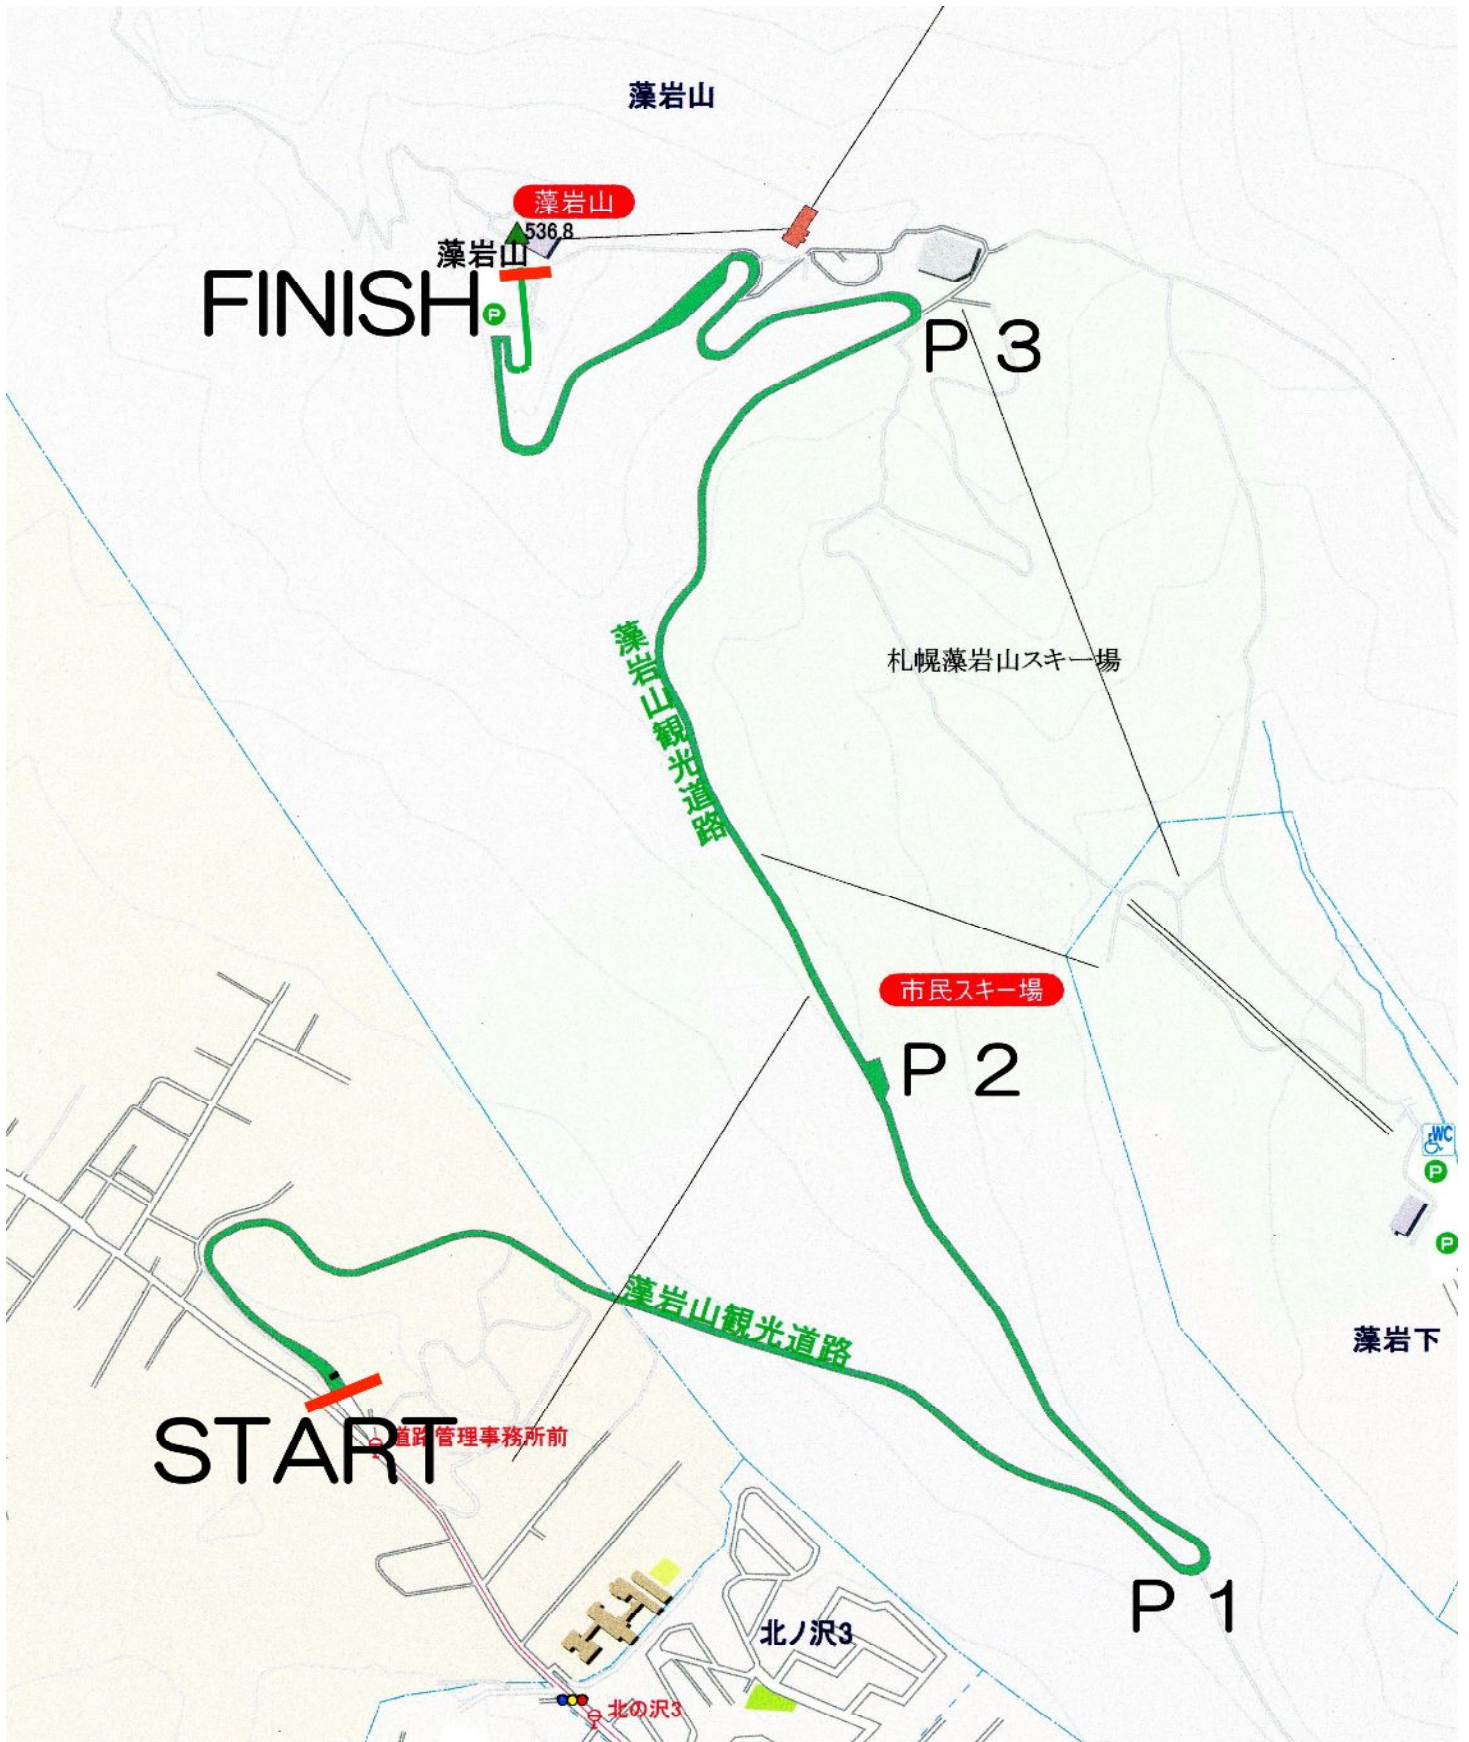 藻岩山
藻岩山
536.8
藻岩山
FINISH
P
P 3
藻岩山観光道路
札幌藻岩山スキー場
市民スキー場
P 2
WC
P
P
藻岩山観光道路
藻岩下
START
道路管理事務所前
P 1
北ノ沢3
北の沢3